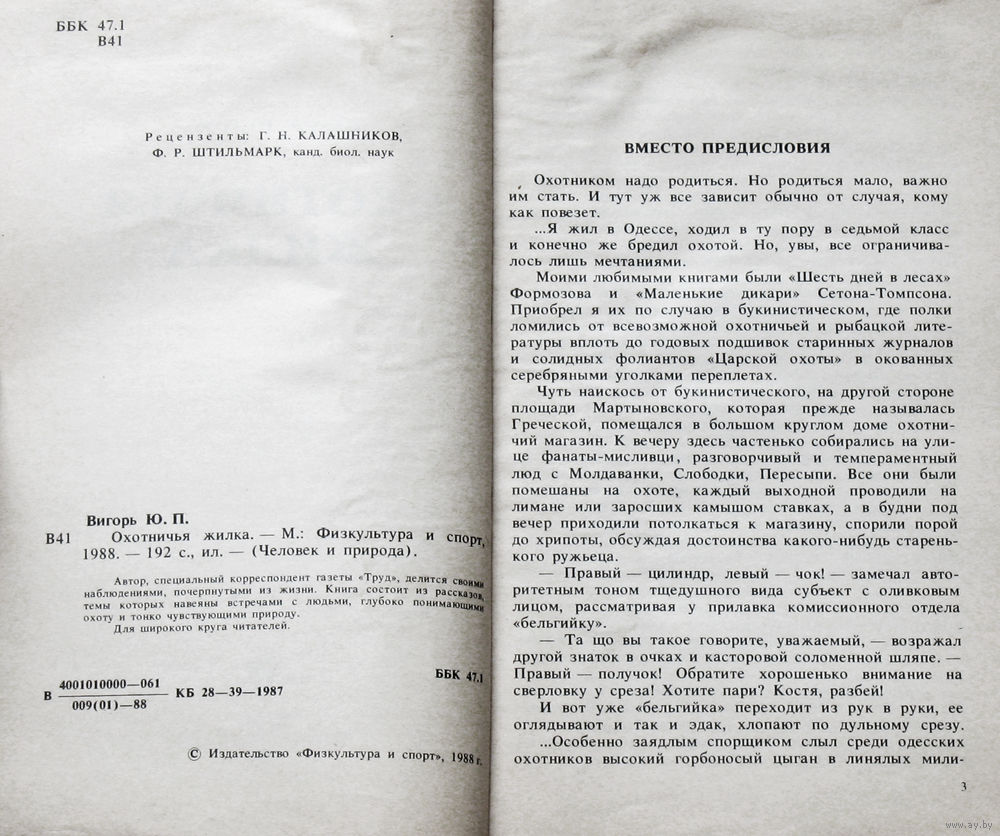 ББК 47.1
В41
Рецензенты: Г. Н. КАЛАШНИКОВ,
Ф. Р. ШТИЛЬМАРК, канд. биол. наук
Вигорь Ю. П.
В41 Охотничья жилка. — М.: Физкультура и спорт,
1988. — 192 с., ил. — (Человек и природа).
Автор, специальный корреспондент газеты «Труд», делится своими
наблюдениями, почерпнутыми из жизни. Книга состоит из рассказов,
темы которых навеяны встречами с людьми, глубоко понимающими
охоту и тонко чувствующими природу.
Для широкого круга читателей.
ББК 47.1
В 4001010000—061
009(01)—88
КБ 28—39—1987
© Издательство «Физкультура и спорт», 1988 г.
ВМЕСТО ПРЕДИСЛОВИЯ
Охотником надо родиться. Но родиться мало, важно
им стать. И тут уж все зависит обычно от случая, кому
как повезет.
...Я жил в Одессе, ходил в ту пору в седьмой класс
и конечно же бредил охотой. Но, увы, все ограничива-
лось лишь мечтаниями.
Моими любимыми книгами были «Шесть дней в лесах»
Формозова и «Маленькие дикари» Сетона-Томпсона.
Приобрел я их по случаю в букинистическом, где полки
ломились от всевозможной охотничьей и рыбацкой лите-
ратуры вплоть до годовых подшивок старинных журналов
и солидных фолиантов «Царской охоты» в окованных
серебряными уголками переплетах.
Чуть наискось от букинистического, на другой стороне
площади Мартыновского, которая прежде называлась
Греческой, помещался в большом круглом доме охотни-
чий магазин. К вечеру здесь частенько собирались на ули-
це фанаты-мисливци, разговорчивый и темпераментный
люд с Молдаванки, Слободки, Пересыпи. Все они были
помешаны на охоте, каждый выходной проводили на
лимане или заросших камышом ставках, а в будни под
вечер приходили потолкаться к магазину, спорили порой
до хрипоты, обсуждая достоинства какого-нибудь старень-
кого ружьеца.
— Правый — цилиндр, левый — чок! — замечал авто-
ритетным тоном тщедушного вида субъект с оливковым
лицом, рассматривая у прилавка комиссионного отдела
«бельгийку».
— Та що вы такое говорите, уважаемый, — возражал
другой знаток в очках и касторовой соломенной шляпе. —
Правый — получок! Обратите хорошенько внимание на
сверловку у среза! Хотите пари? Костя, разбей!
И вот уже «бельгийка» переходит из рук в руки, ее
оглядывают и так и эдак, хлопают по дульному срезу.
...Особенно заядлым спорщиком слыл среди одесских
охотников высокий горбоносый цыган в линялых мили-
3
www.ay.by